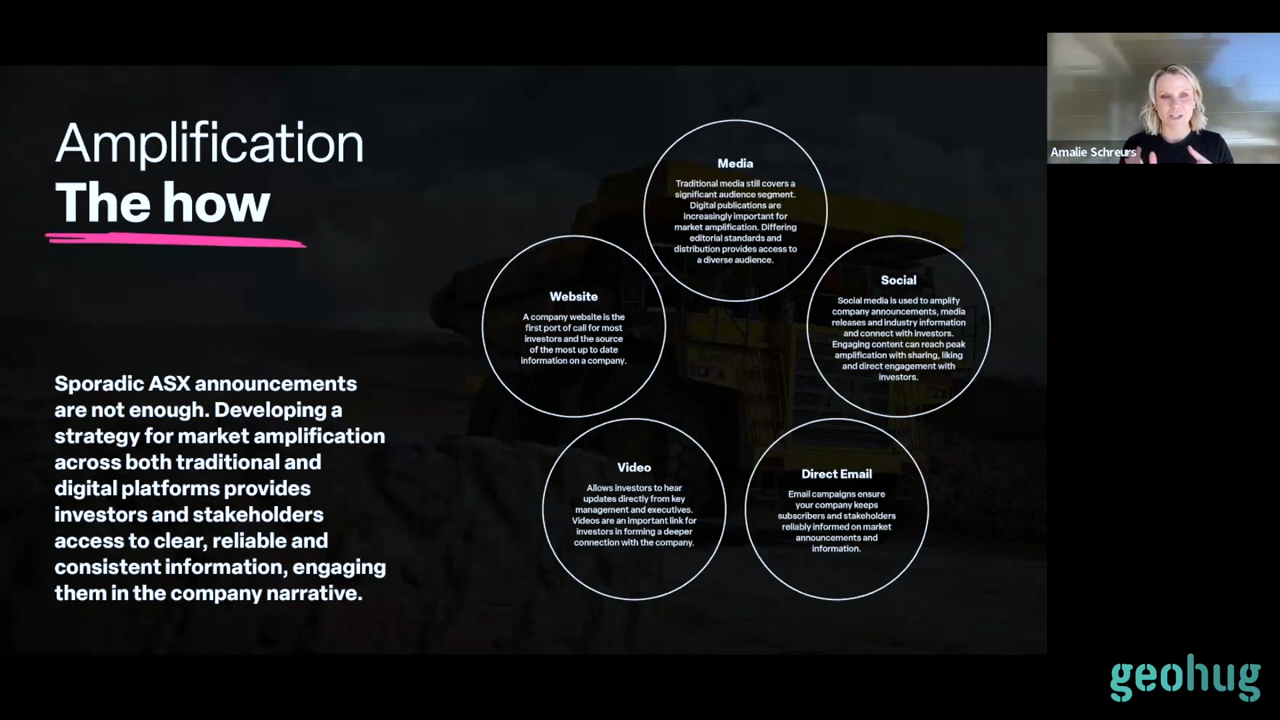 Amplification
The how
Sporadic ASX announcements
are not enough. Developing a
strategy for market amplification
across both traditional and
digital platforms provides
investors and stakeholders
access to clear, reliable and
consistent information, engaging
them in the company narrative.
Media
Traditional media still covers a
significant audience segment.
Digital publications are
increasingly important for
market amplification. Differing
editorial standards and
distribution provides access to
a diverse audience.
Website
A company website is the
first port of call for most
investors and the source
of the most up to date
information on a company.
Social
Social media is used to amplify
company announcements, media
releases and industry information
and connect with investors.
Engaging content can reach peak
amplification with sharing, liking
and direct engagement with
investors.
Video
Allows investors to hear
updates directly from key
management and executives.
Videos are an important link for
investors in forming a deeper
connection with the company.
Direct Email
Email campaigns ensure
your company keeps
subscribers and stakeholders
reliably informed on market
announcements and
information.
Amalie Schreurs
geohug